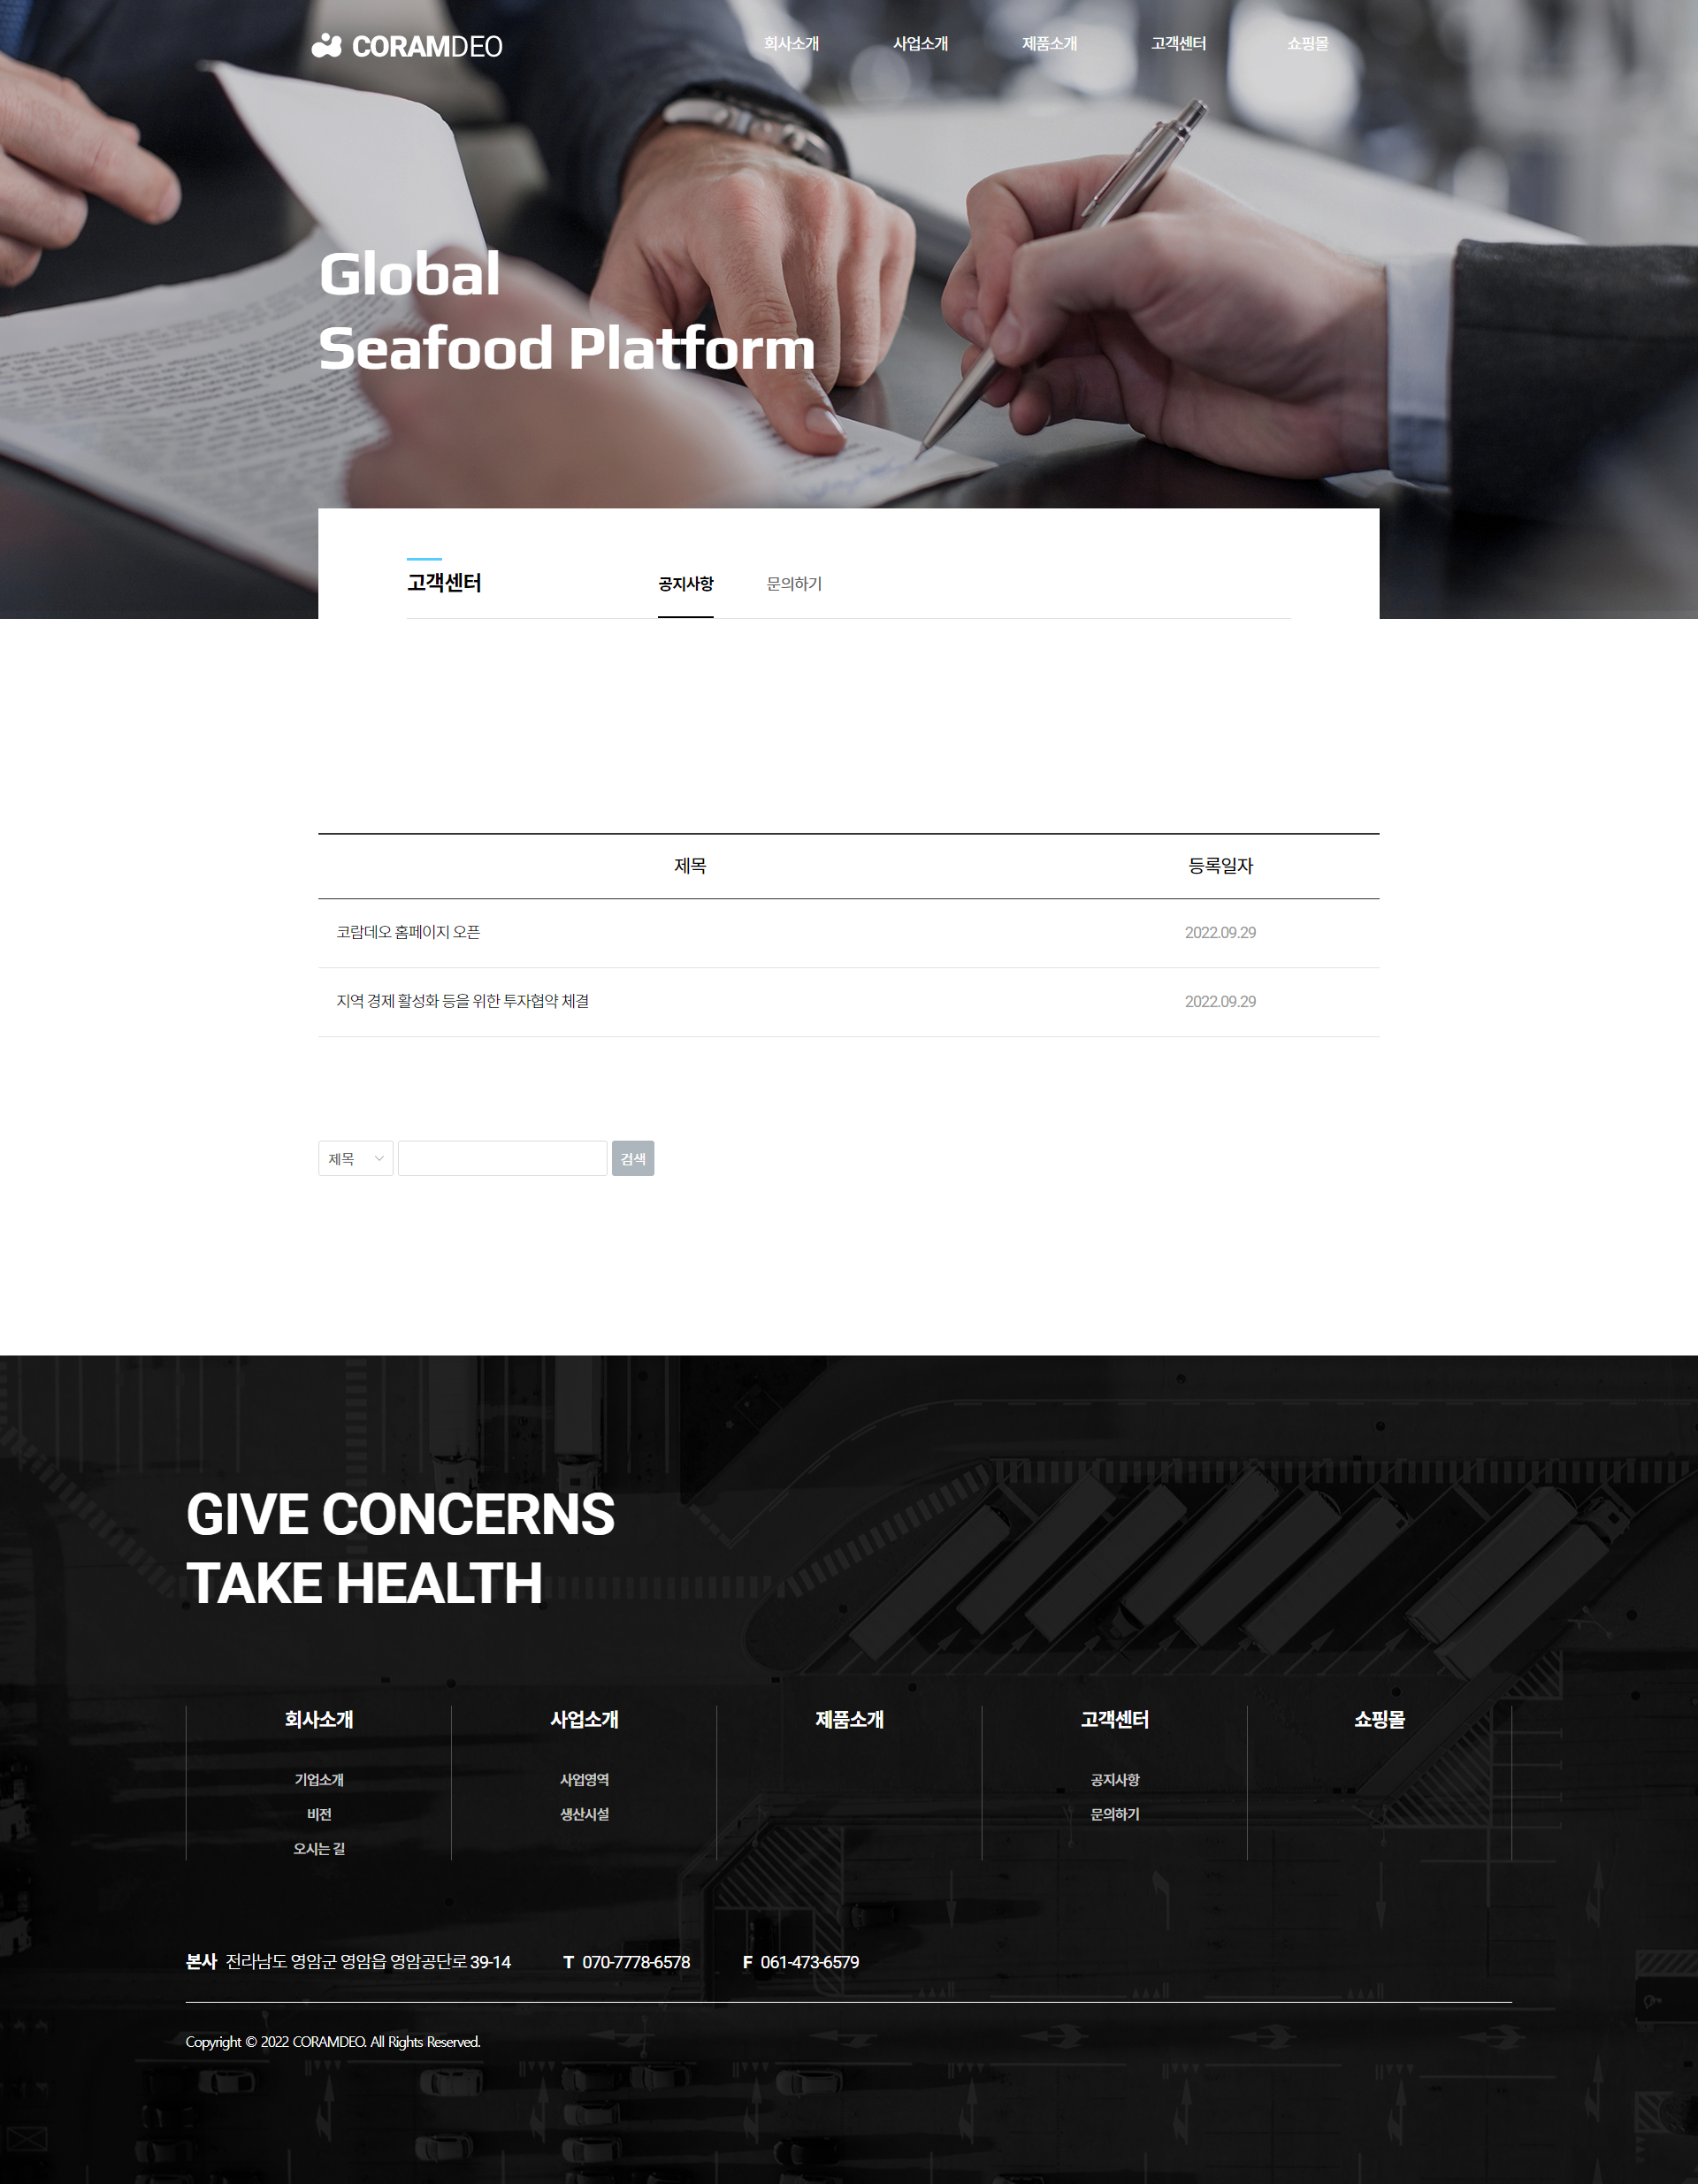 CORAMDEO
회사소개 사업소개 제품소개 고객센터 쇼핑몰
Global
Seafood Platform
고객센터 공지사항 문의하기
제목 등록일자
코람데오 홈페이지 오픈 2022.09.29
지역 경제 활성화 등을 위한 투자협약 체결 2022.09.29
제목 검색
GIVE CONCERNS
TAKE HEALTH
회사소개 사업소개 제품소개 고객센터 쇼핑몰
기업소개 사업영역 공지사항
비전 생산시설 문의하기
오시는 길
본사 전라남도 영암군 영암읍 영암공단로 39-14 T 070-7778-6578 F 061-473-6579
Copyright © 2022 CORAMDEO. All Rights Reserved.